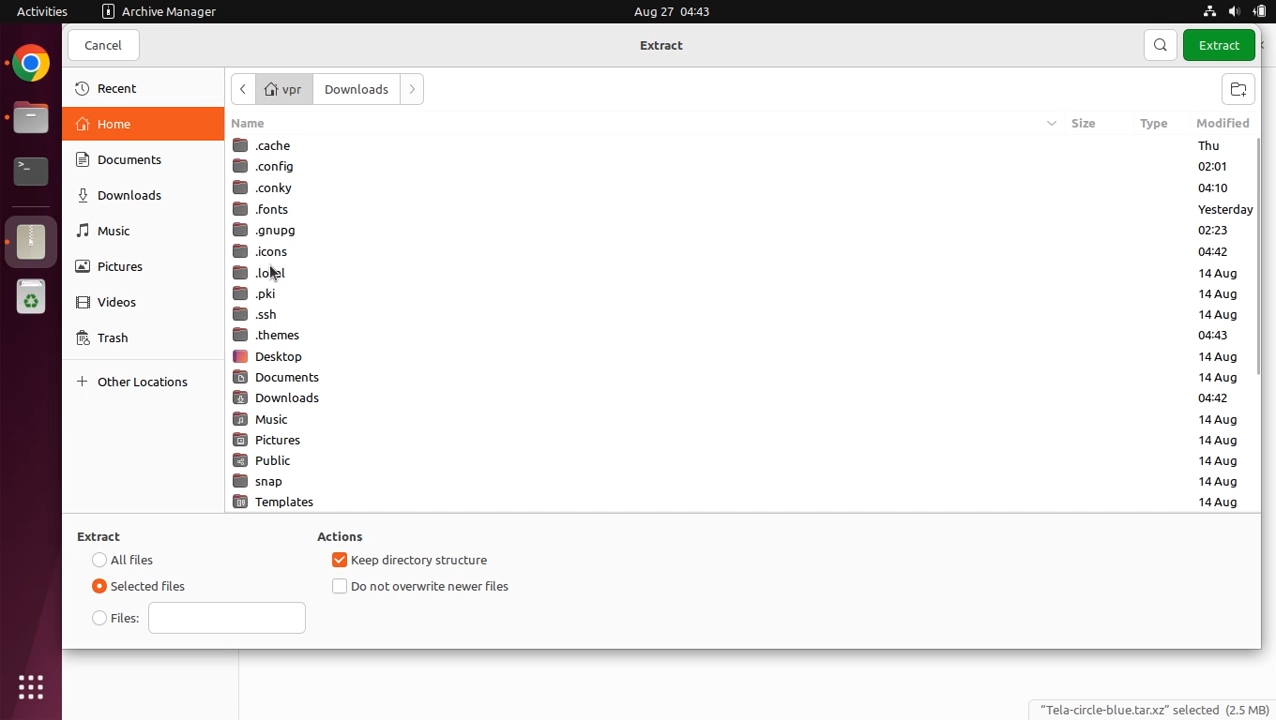 Activities Archive Manager Aug 27 04:43
Cancel Extract Extract
Recent vpr Downloads
Home Name Size Type Modified
.cache Thu
Documents .config 02:01
.conky 04:10
Downloads .fonts Yesterday
Music .gnupg 02:23
.icons 04:42
Pictures 14 Aug
Videos .pki 14 Aug
.ssh 14 Aug
Trash .themes 04:43
Desktop 14 Aug
Other Locations Documents 14 Aug
Downloads 04:42
Music 14 Aug
Pictures 14 Aug
Public 14 Aug
snap 14 Aug
Templates 14 Aug
Extract Actions
All files Keep directory structure
Selected files Do not overwrite newer files
Files:
"Tela-circle-blue.tar.xz" selected (2.5 MB)